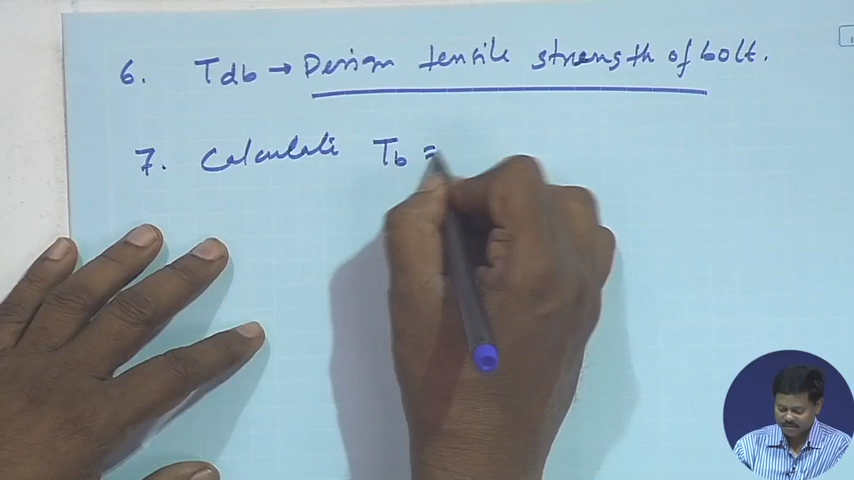 6. Tdb → Design tensile strength of bolt.
7. Calculate Tb =